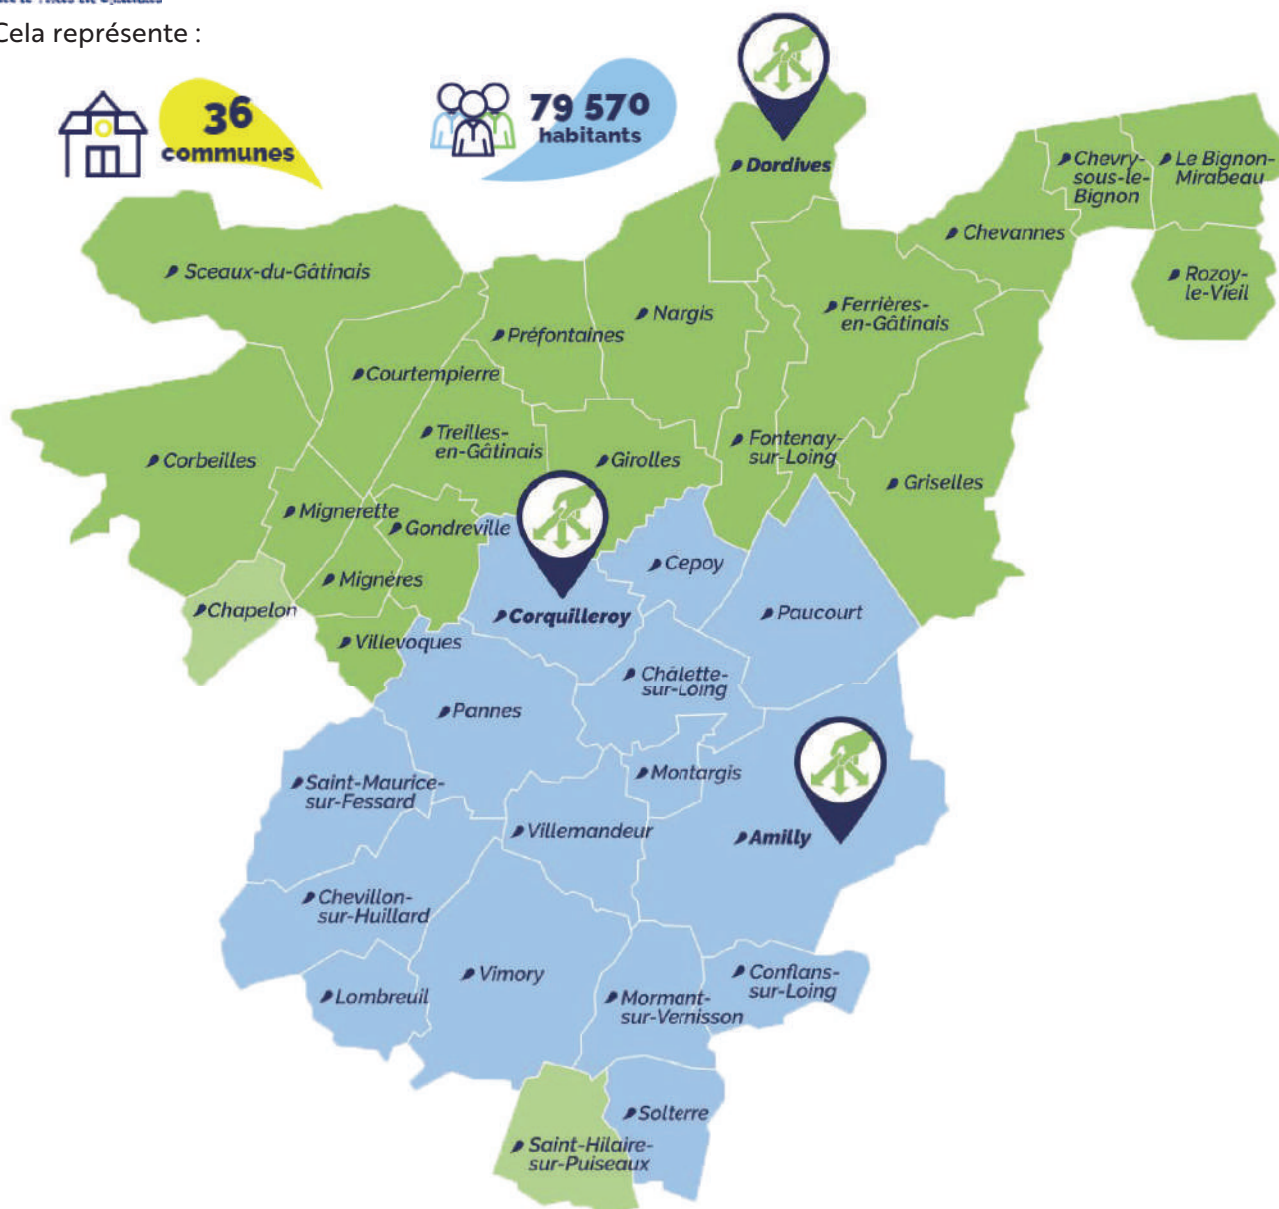 Cela représente :
36
communes
79 570
habitants
Dordives
Chevry-
sous-le-
Bignon
Le Bignon-
Mirabeau
Chevannes
Sceaux-du-Gâtinais
Rozoy-
le-Vieil
Ferrières-
en-Gâtinais
Nargis
Préfontaines
Courtempierre
Treilles-
en-Gâtinais
Fontenay-
sur-Loing
Corbeilles
Girolles
Griselles
Mignerette
Gondreville
Cepoy
Mignères
Chapelon
Corquilleroy
Paucourt
Villevoques
Châlette-
sur-Loing
Pannes
Montargis
Saint-Maurice-
sur-Fessard
Villemandeur
Amilly
Chevillon-
sur-Huillard
Vimory
Conflans-
sur-Loing
Lombreuil
Mormant-
sur-Vernisson
Solterre
Saint-Hilaire-
sur-Puiseaux